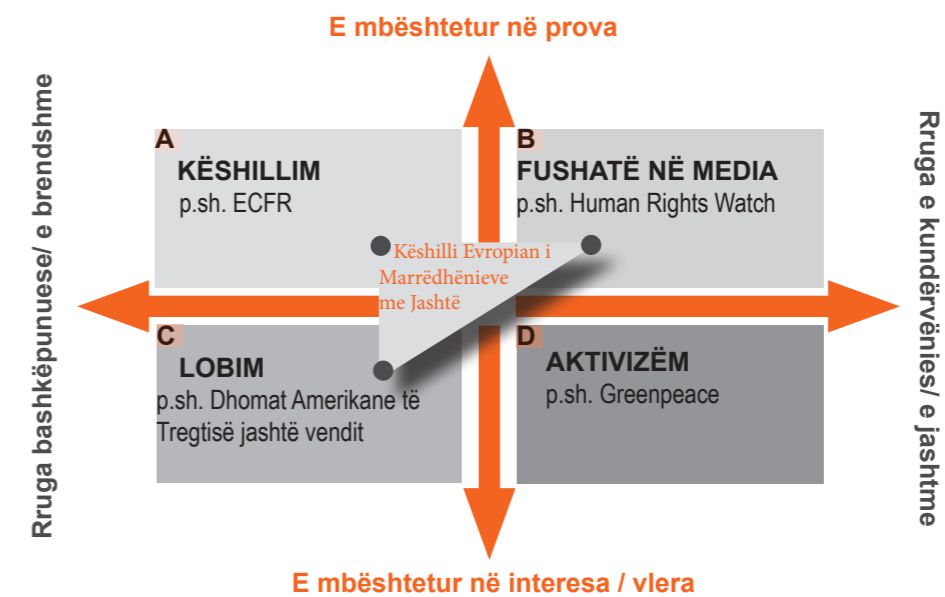 E mbështetur në prova
Rruga bashkëpunuese/ e brendshme
A
KËSHILLIM
p.sh. ECFR
B
FUSHATË NË MEDIA
p.sh. Human Rights Watch
Këshilli Evropian i
Marrëdhënieve
me Jashtë
C
LOBIM
p.sh. Dhomat Amerikane të
Tregtisë jashtë vendit
D
AKTIVIZËM
p.sh. Greenpeace
Rruga e kundërvënies/ e jashtme
E mbështetur në interesa / vlera